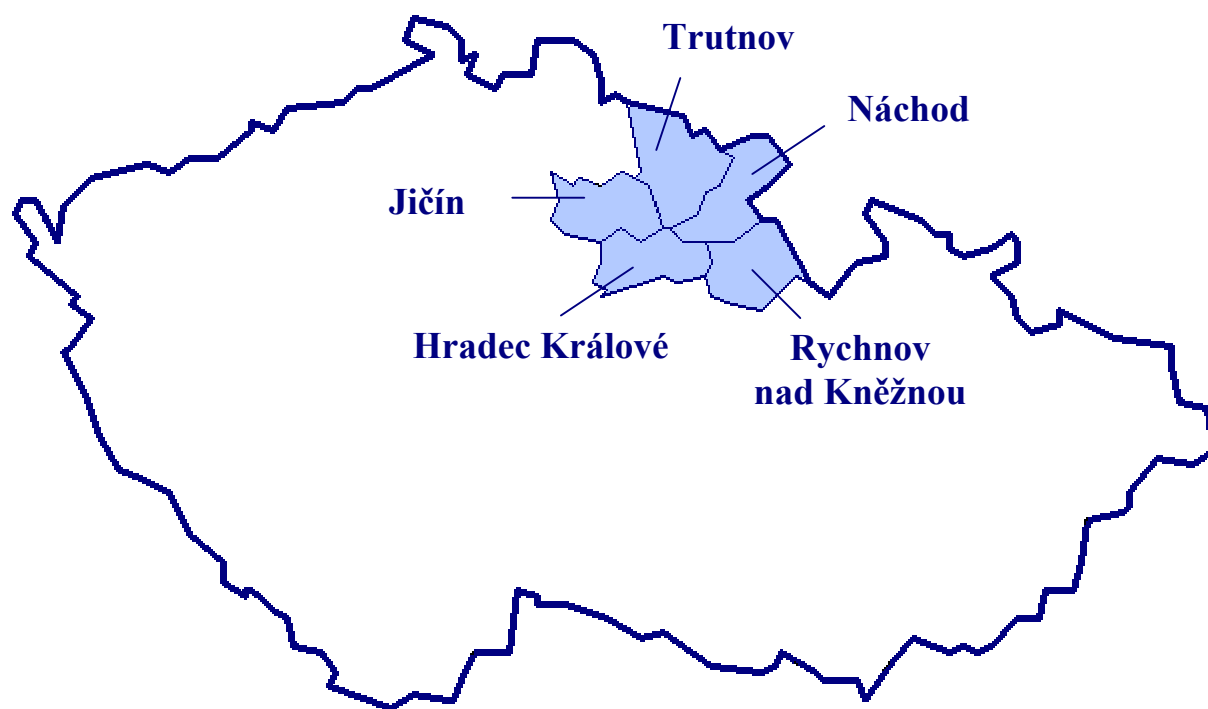 Trutnov
Náchod
Jičín
Hradec Králové
Rychnov
nad Kněžnou